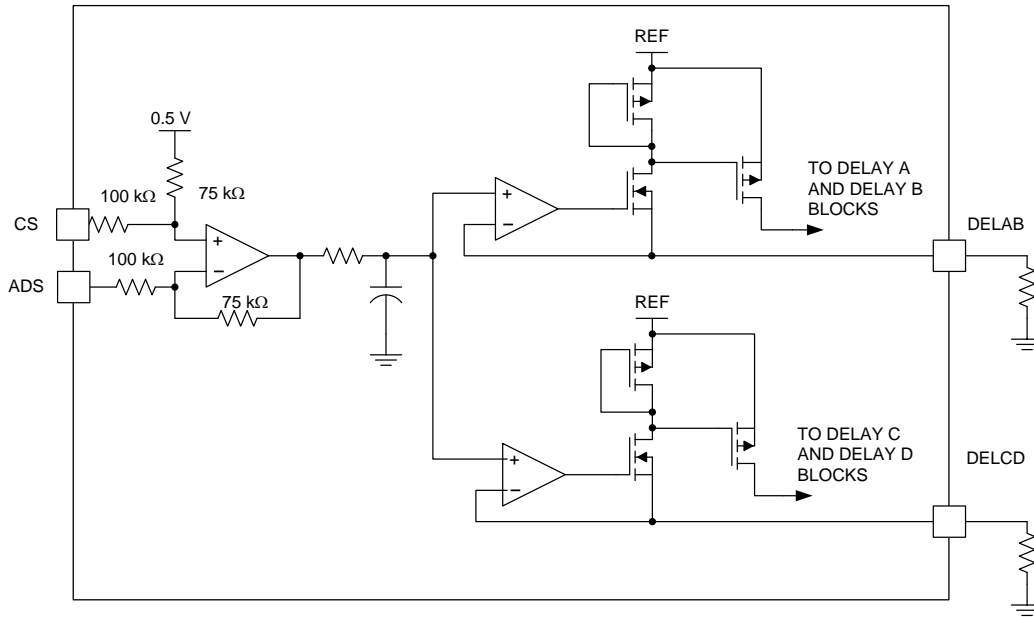 REF
0.5 V
100 kΩ
75 kΩ
CS
+
−
100 kΩ
ADS
75 kΩ
+
−
TO DELAY A
AND DELAY B
BLOCKS
DELAB
REF
+
−
TO DELAY C
AND DELAY D
BLOCKS
DELCD